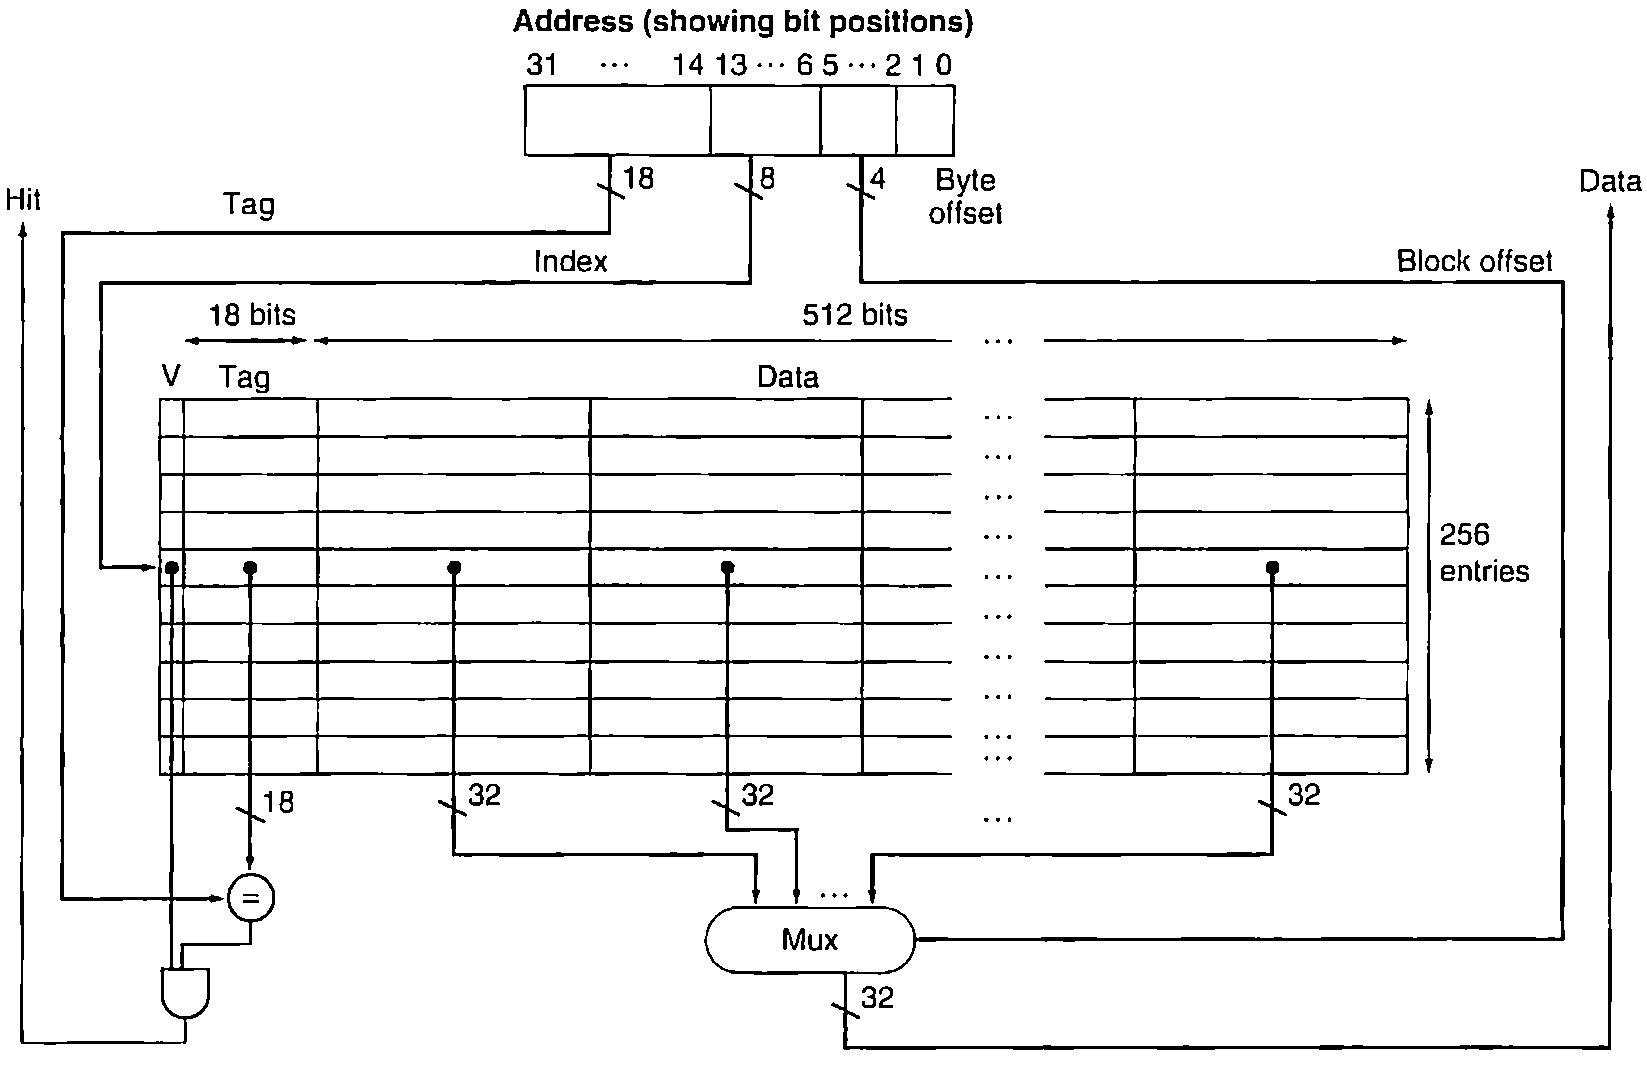 Address (showing bit positions)
31 ... 14 13 ... 6 5 ... 2 1 0
18 8 4 Byte offset
Hit
Tag
Data
Index
Block offset
18 bits
512 bits
...
V Tag Data
...
...
...
...
256 entries
...
...
...
...
...
...
18 32 32 ... 32
=
...
Mux
32